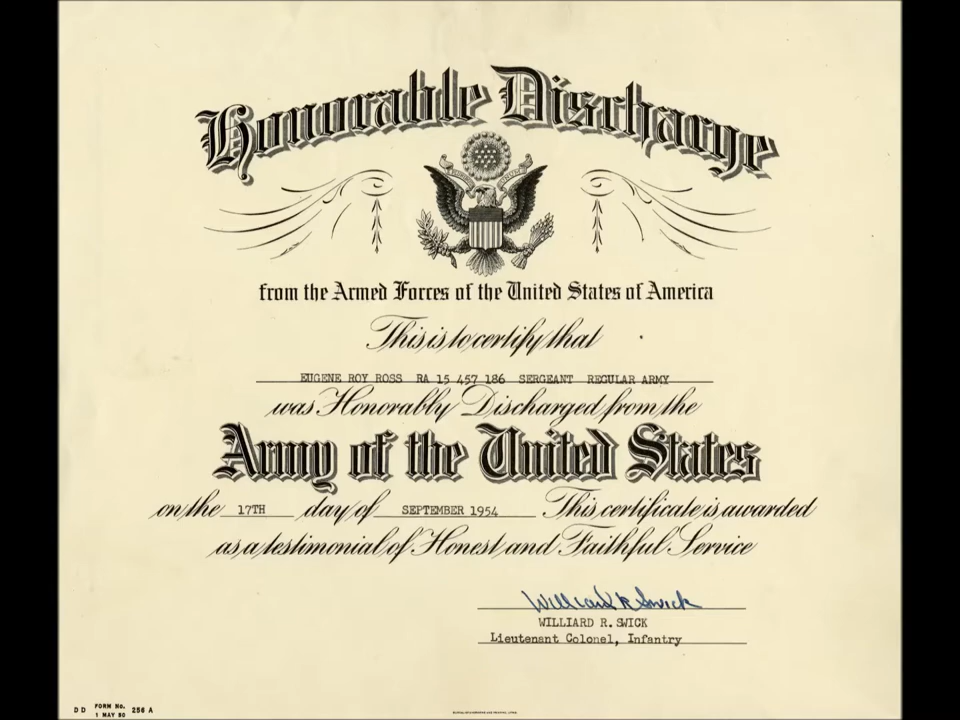 Honorable Discharge
from the Armed Forces of the United States of America
This is to certify that
EUGENE ROY ROSS RA 15 457 186 SERGEANT REGULAR ARMY
was Honorably Discharged from the
Army of the United States
on the 17TH day of SEPTEMBER 1954 This certificate is awarded
as a testimonial of Honest and Faithful Service
William R Swick
WILLIARD R. SWICK
Lieutenant Colonel, Infantry
DD FORM No. 256 A
1 MAY 50